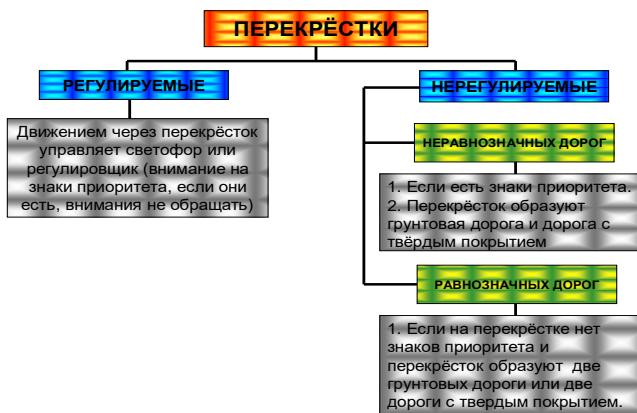 ПЕРЕКРЁСТКИ
РЕГУЛИРУЕМЫЕ
Движением через перекрёсток
управляет светофор или
регулировщик (внимание на
знаки приоритета, если они
есть, внимания не обращать)
НЕРЕГУЛИРУЕМЫЕ
НЕРАВНОЗНАЧНЫХ ДОРОГ
1. Если есть знаки приоритета.
2. Перекрёсток образуют
грунтовая дорога и дорога с
твёрдым покрытием
РАВНОЗНАЧНЫХ ДОРОГ
1. Если на перекрёстке нет
знаков приоритета и
перекрёсток образуют две
грунтовых дороги или две
дороги с твердым покрытием.